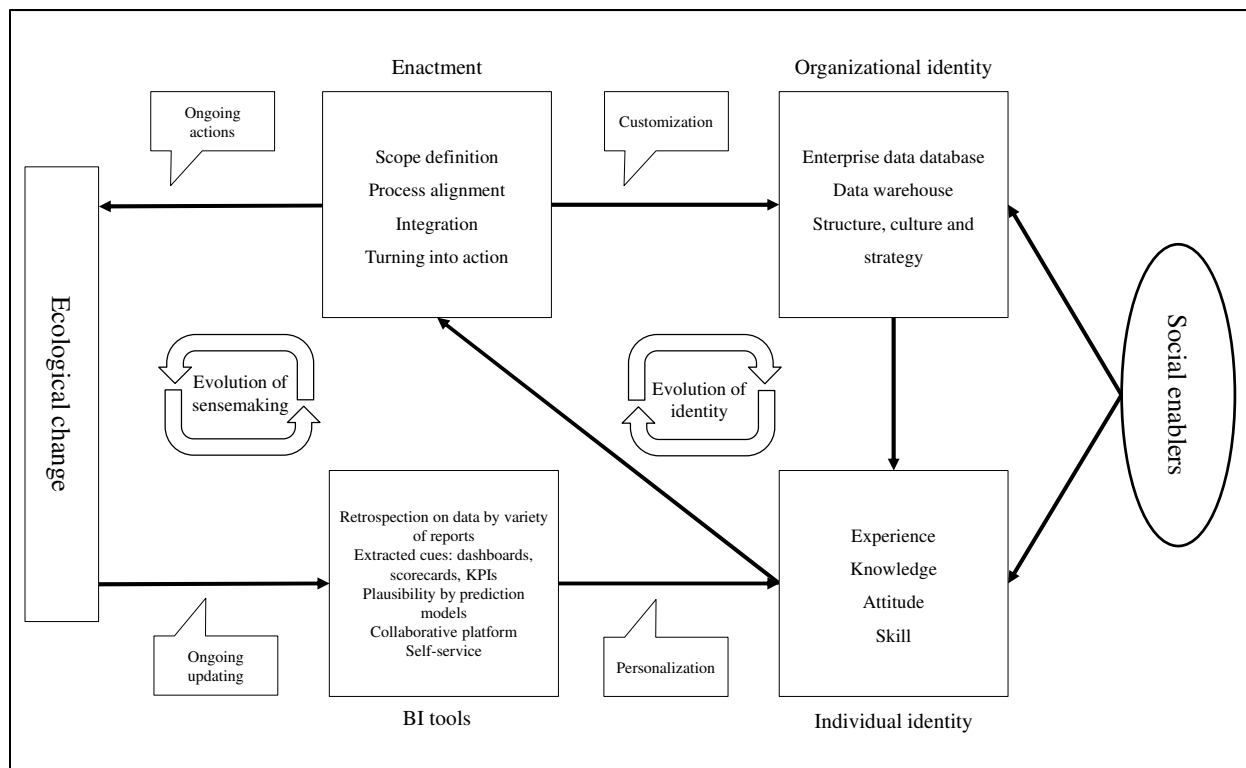 Enactment
Organizational identity
Ongoing
actions
Customization
Scope definition
Process alignment
Integration
Turning into action
Enterprise data database
Data warehouse
Structure, culture and
strategy
Ecological change
Evolution of
sensemaking
Evolution of
identity
Social enablers
Retrospection on data by variety
of reports
Extracted cues: dashboards,
scorecards, KPIs
Plausibility by prediction
models
Collaborative platform
Self-service
Experience
Knowledge
Attitude
Skill
Ongoing
updating
Personalization
BI tools
Individual identity